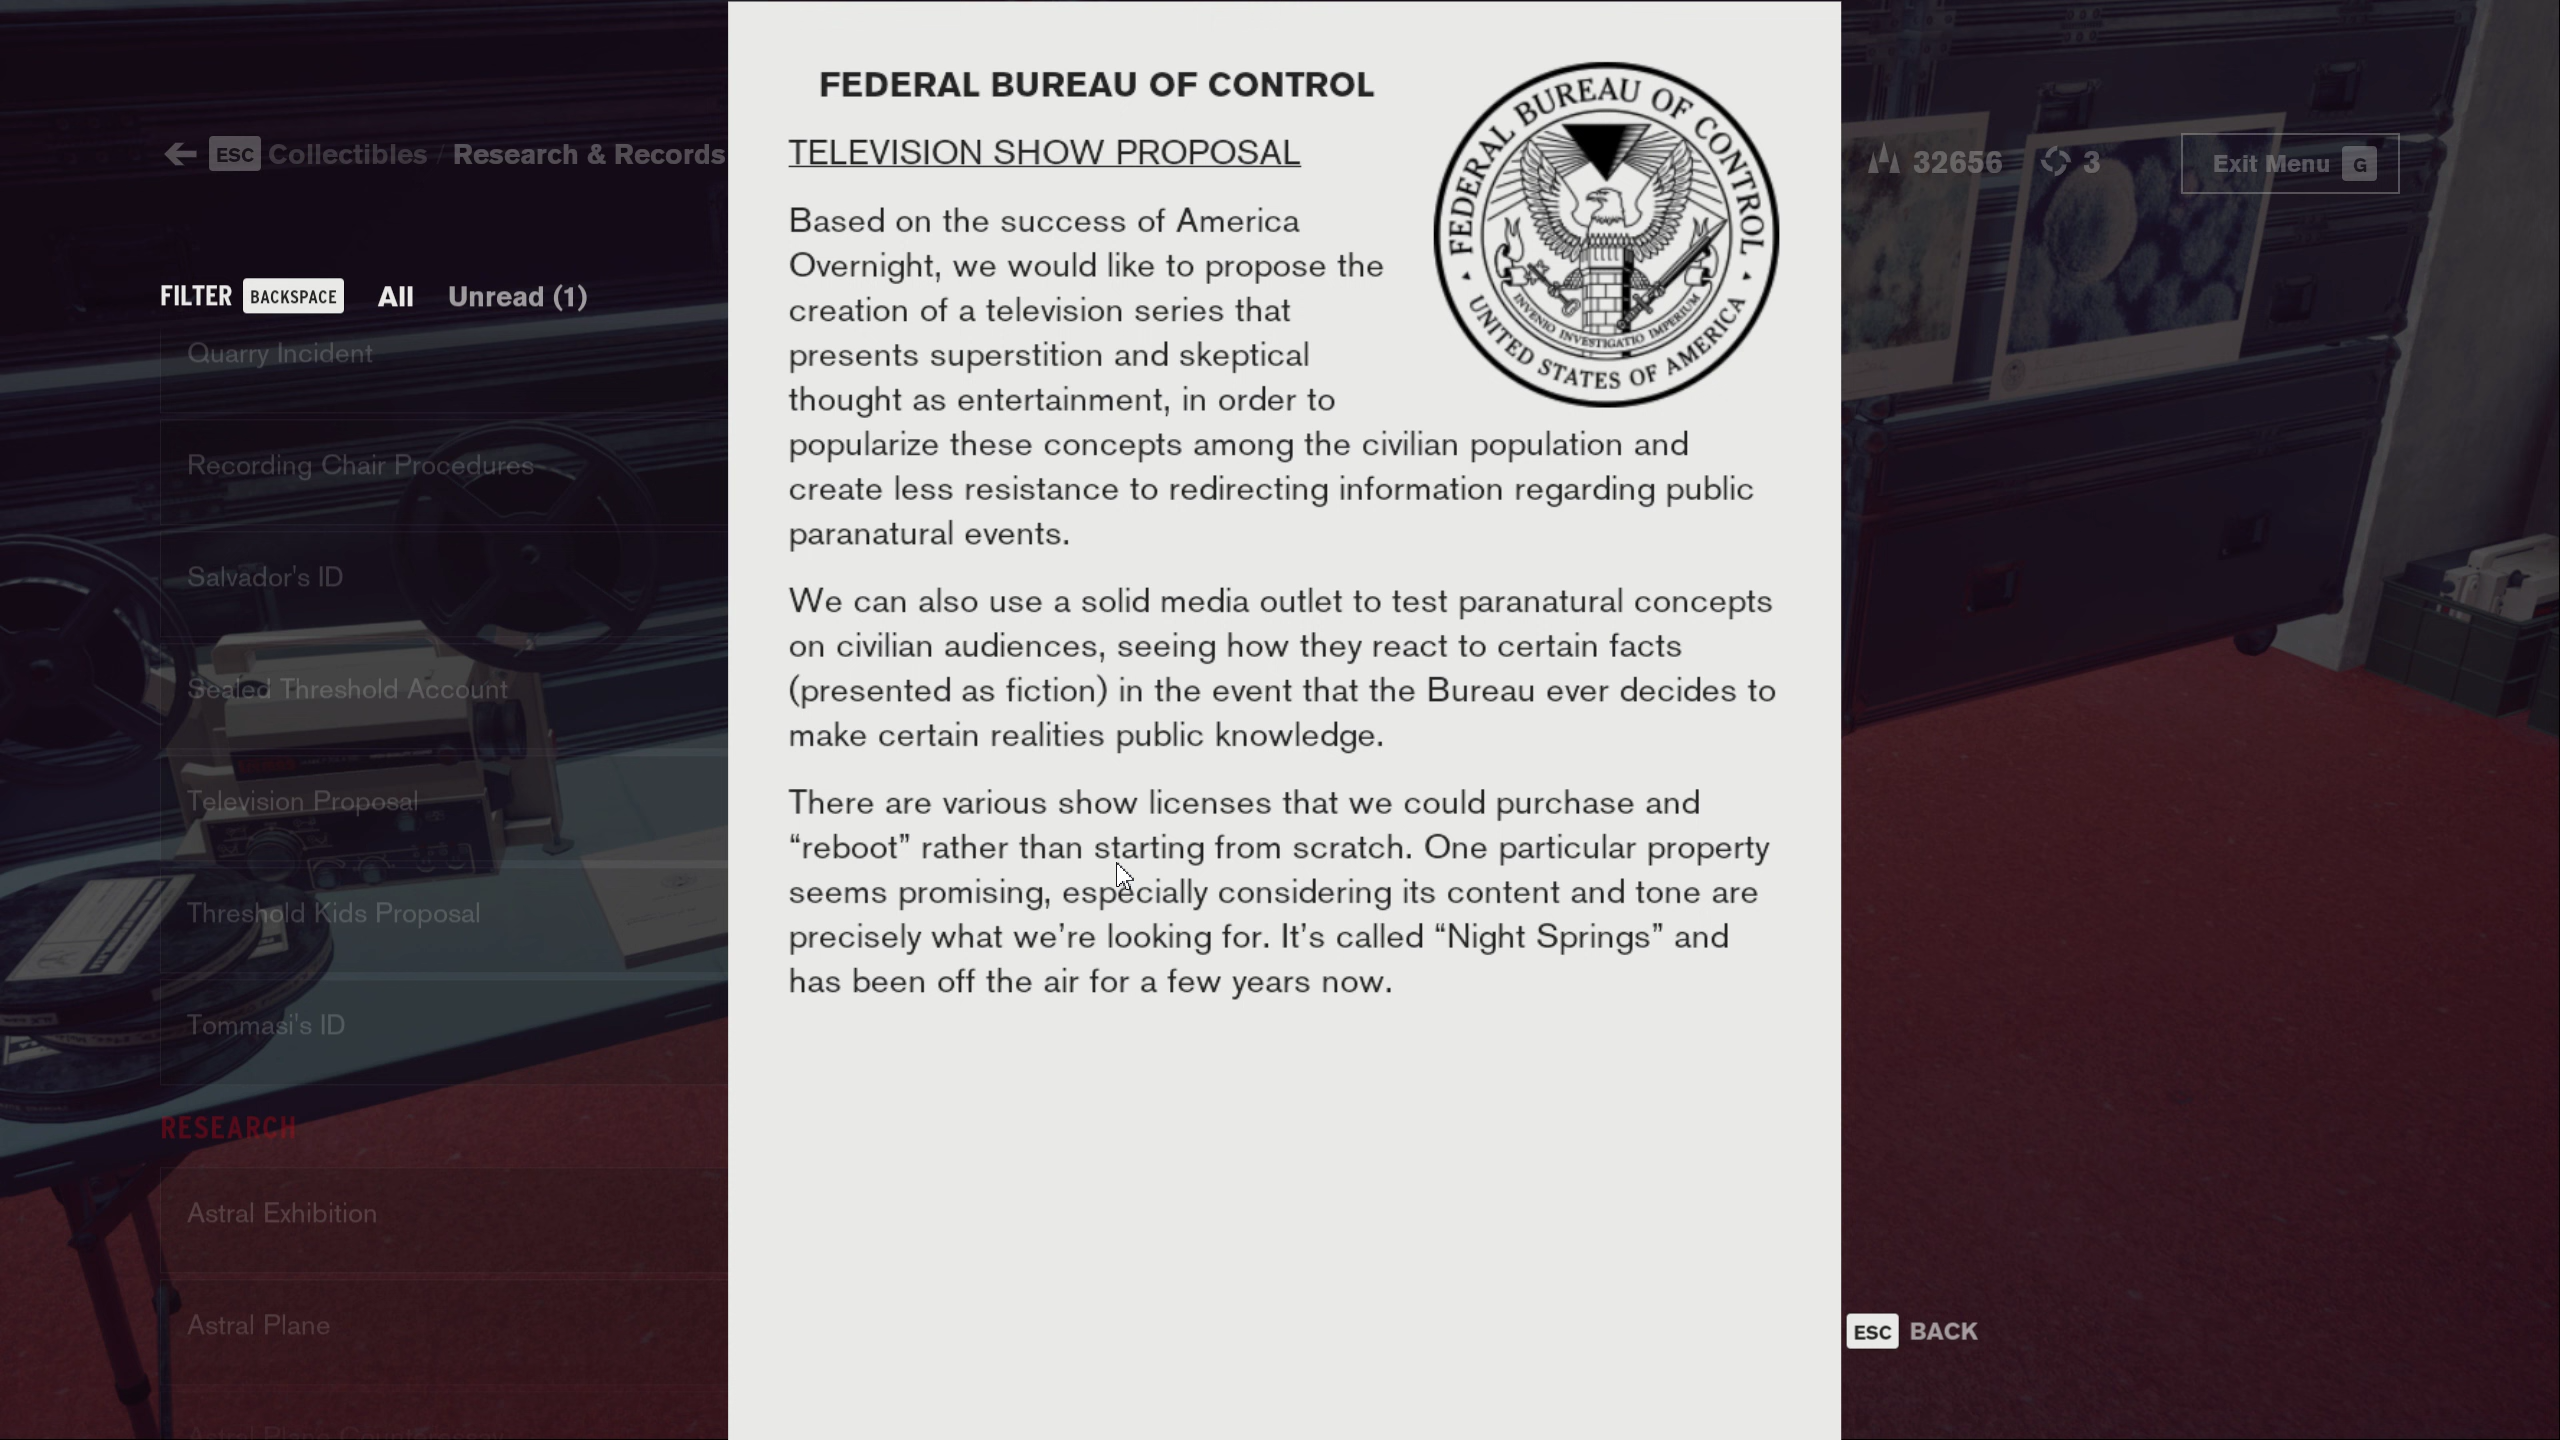 FEDERAL BUREAU OF CONTROL
TELEVISION SHOW PROPOSAL
Based on the success of America
Overnight, we would like to propose the
creation of a television series that
presents superstition and skeptical
thought as entertainment, in order to
popularize these concepts among the civilian population and
create less resistance to redirecting information regarding public
paranatural events.
We can also use a solid media outlet to test paranatural concepts
on civilian audiences, seeing how they react to certain facts
(presented as fiction) in the event that the Bureau ever decides to
make certain realities public knowledge.
There are various show licenses that we could purchase and
“reboot” rather than starting from scratch. One particular property
seems promising, especially considering its content and tone are
precisely what we’re looking for. It’s called “Night Springs” and
has been off the air for a few years now.
FEDERAL BUREAU OF CONTROL
UNITED STATES OF AMERICA
INVENIO INVESTIGATIO IMPERIUM
ESC Collectibles / Research & Records
32656
3
Exit Menu G
FILTER BACKSPACE All Unread (1)
Quarry Incident
Recording Chair Procedures
Salvador's ID
Sealed Threshold Account
Television Proposal
Threshold Kids Proposal
Tommasi's ID
RESEARCH
Astral Exhibition
Astral Plane
ESC BACK